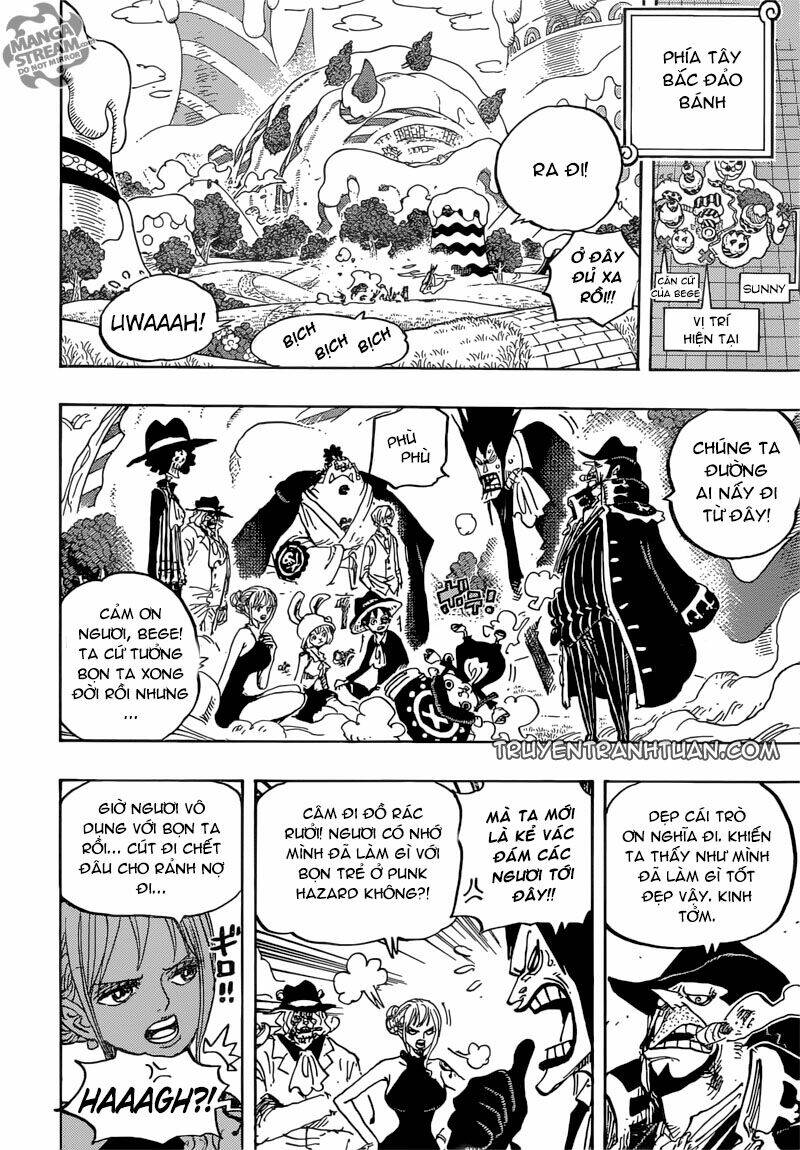 MANGA
STREAM.com
DO NOT MIRROR
PHÍA TÂY
BẮC ĐẢO
BÁNH
RA ĐI!
Ở ĐÂY
ĐỦ XA
RỒI!!
CĂN CỨ
CỦA BEGE
SUNNY
VỊ TRÍ
HIỆN TẠI
UWAAAH!
BỊCH
BỊCH
BỊCH
PHÙ
PHÙ
CHÚNG TA
ĐƯỜNG
AI NẤY ĐI
TỪ ĐÂY!
CẢM ƠN
NGƯƠI, BEGE!
TA CỨ TƯỞNG
BỌN TA XONG
ĐỜI RỒI NHƯNG
...
TRUYENTRANHTUAN.COM
DẸP CÁI TRÒ
ƠN NGHĨA ĐI. KHIẾN
TA THẤY NHƯ MÌNH
ĐÃ LÀM GÌ TỐT
ĐẸP VẬY. KINH
TỞM.
MÀ TA MỚI
LÀ KẺ VÁC
ĐÁM CÁC
NGƯƠI TỚI
ĐÂY!!
CÂM ĐI ĐỒ RÁC
RƯỞI! NGƯƠI CÓ NHỚ
MÌNH ĐÃ LÀM GÌ VỚI
BỌN TRẺ Ở PUNK
HAZARD KHÔNG?!
GIỜ NGƯƠI VÔ
DỤNG VỚI BỌN TA
RỒI... CÚT ĐI CHẾT
ĐÂU CHO RẢNH NỢ
ĐI...
ギロ!!
HAAAGH?!